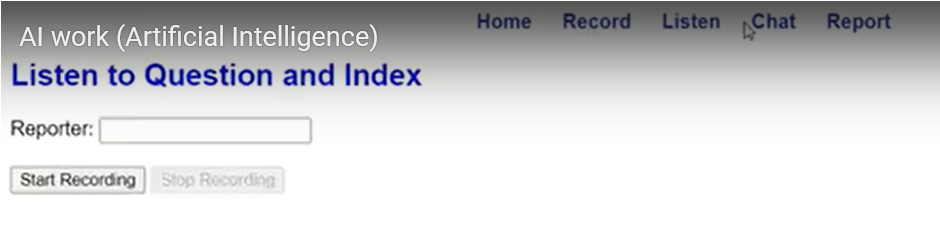 Home Record Listen Chat Report
AI work (Artificial Intelligence)
Listen to Question and Index
Reporter:
Start Recording Stop Recording